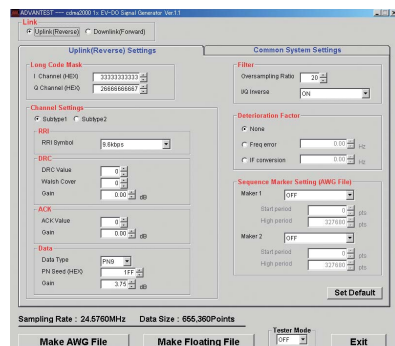 ADVANTEST --- cdma2000 1x EV-DO Signal Generator Ver.1.1
Link
Uplink(Reverse) Downlink(Forward)
Uplink(Reverse) Settings
Common System Settings
Long Code Mask
I Channel (HEX) 33333333333
Q Channel (HEX) 26666666667
Channel Settings
Subtype1 Subtype2
RRI
RRI Symbol 9.6kbps
DRC
DRC Value 0
Walsh Cover 0
Gain 0.00 dB
ACK
ACK Value 0
Gain 0.00 dB
Data
Data Type PN9
PN Seed (HEX) 1FF
Gain 3.75 dB
Filter
Oversampling Ratio 20
I/Q Inverse ON
Deterioration Factor
None
Freq error 0.00 Hz
IF conversion 0.00 Hz
Sequence Marker Setting (AWG File)
Maker 1 OFF
Start period 0 pts
High period 327680 pts
Maker 2 OFF
Start period 0 pts
High period 327680 pts
Set Default
Sampling Rate : 24.5760MHz Data Size : 655,360Points
Make AWG File
Make Floating File
Tester Mode
OFF
Exit